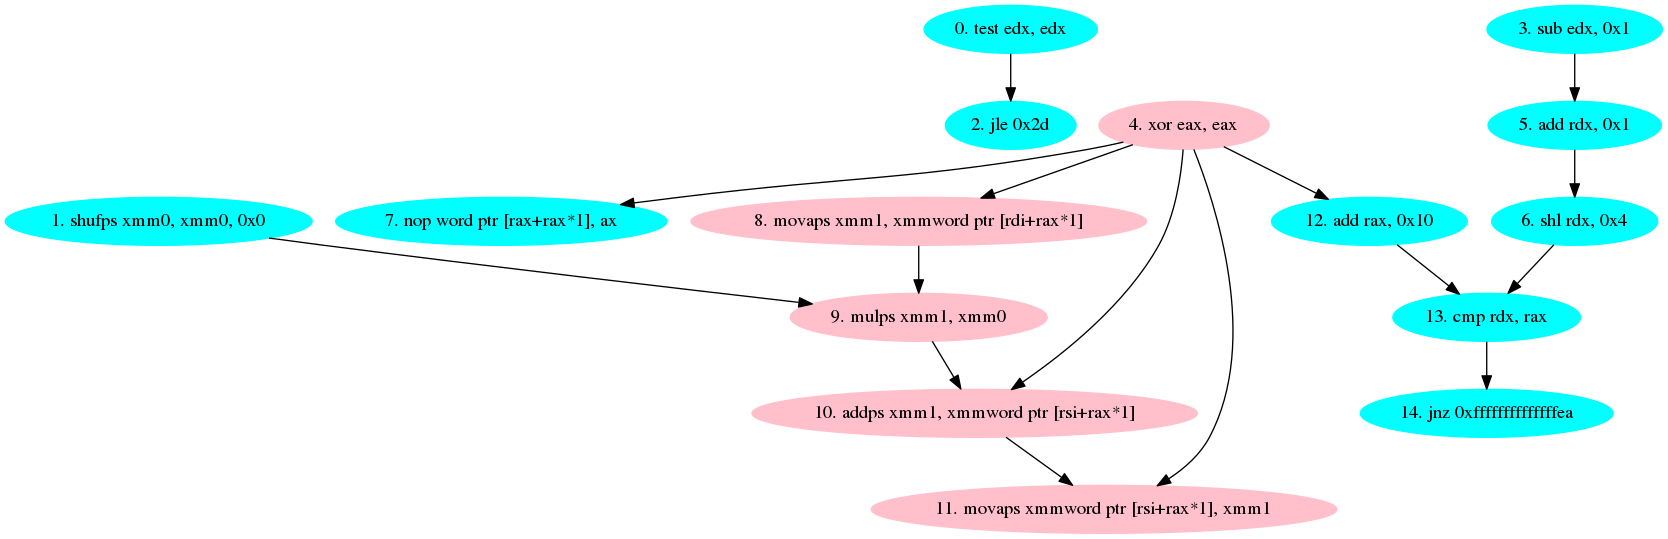 0. test edx, edx
3. sub edx, 0x1
2. jle 0x2d
4. xor eax, eax
5. add rdx, 0x1
1. shufps xmm0, xmm0, 0x0
7. nop word ptr [rax+rax*1], ax
8. movaps xmm1, xmmword ptr [rdi+rax*1]
12. add rax, 0x10
6. shl rdx, 0x4
9. mulps xmm1, xmm0
13. cmp rdx, rax
10. addps xmm1, xmmword ptr [rsi+rax*1]
14. jnz 0xffffffffffffffea
11. movaps xmmword ptr [rsi+rax*1], xmm1